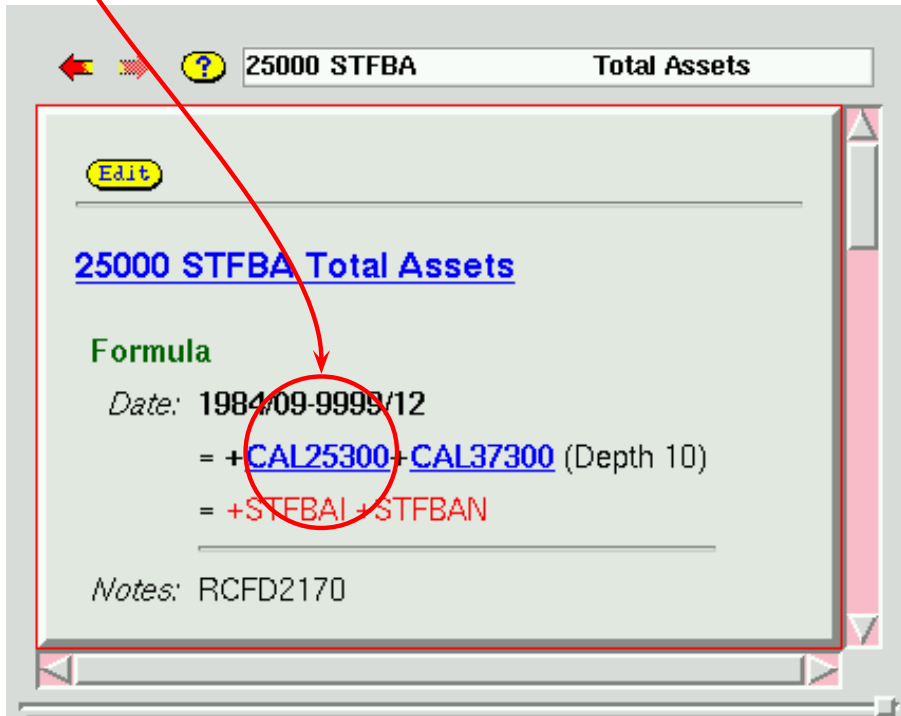 ? 25000 STFBA Total Assets
Edit
25000 STFBA Total Assets
Formula
Date: 1984/09-9999/12
= +CAL25300+CAL37300 (Depth 10)
= +STFBAI +STFBAN
Notes: RCFD2170